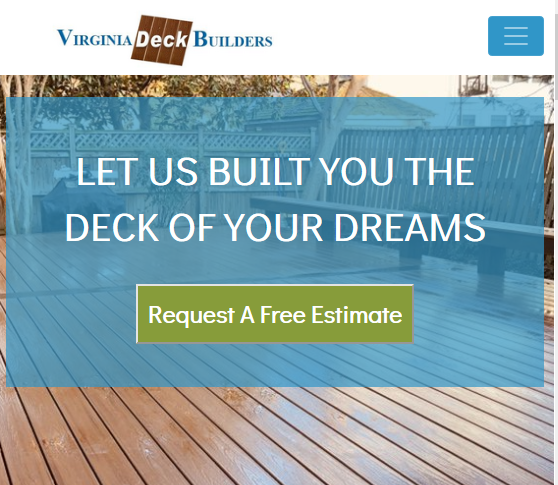 VIRGINIA Deck BUILDERS
LET US BUILT YOU THE
DECK OF YOUR DREAMS
Request A Free Estimate